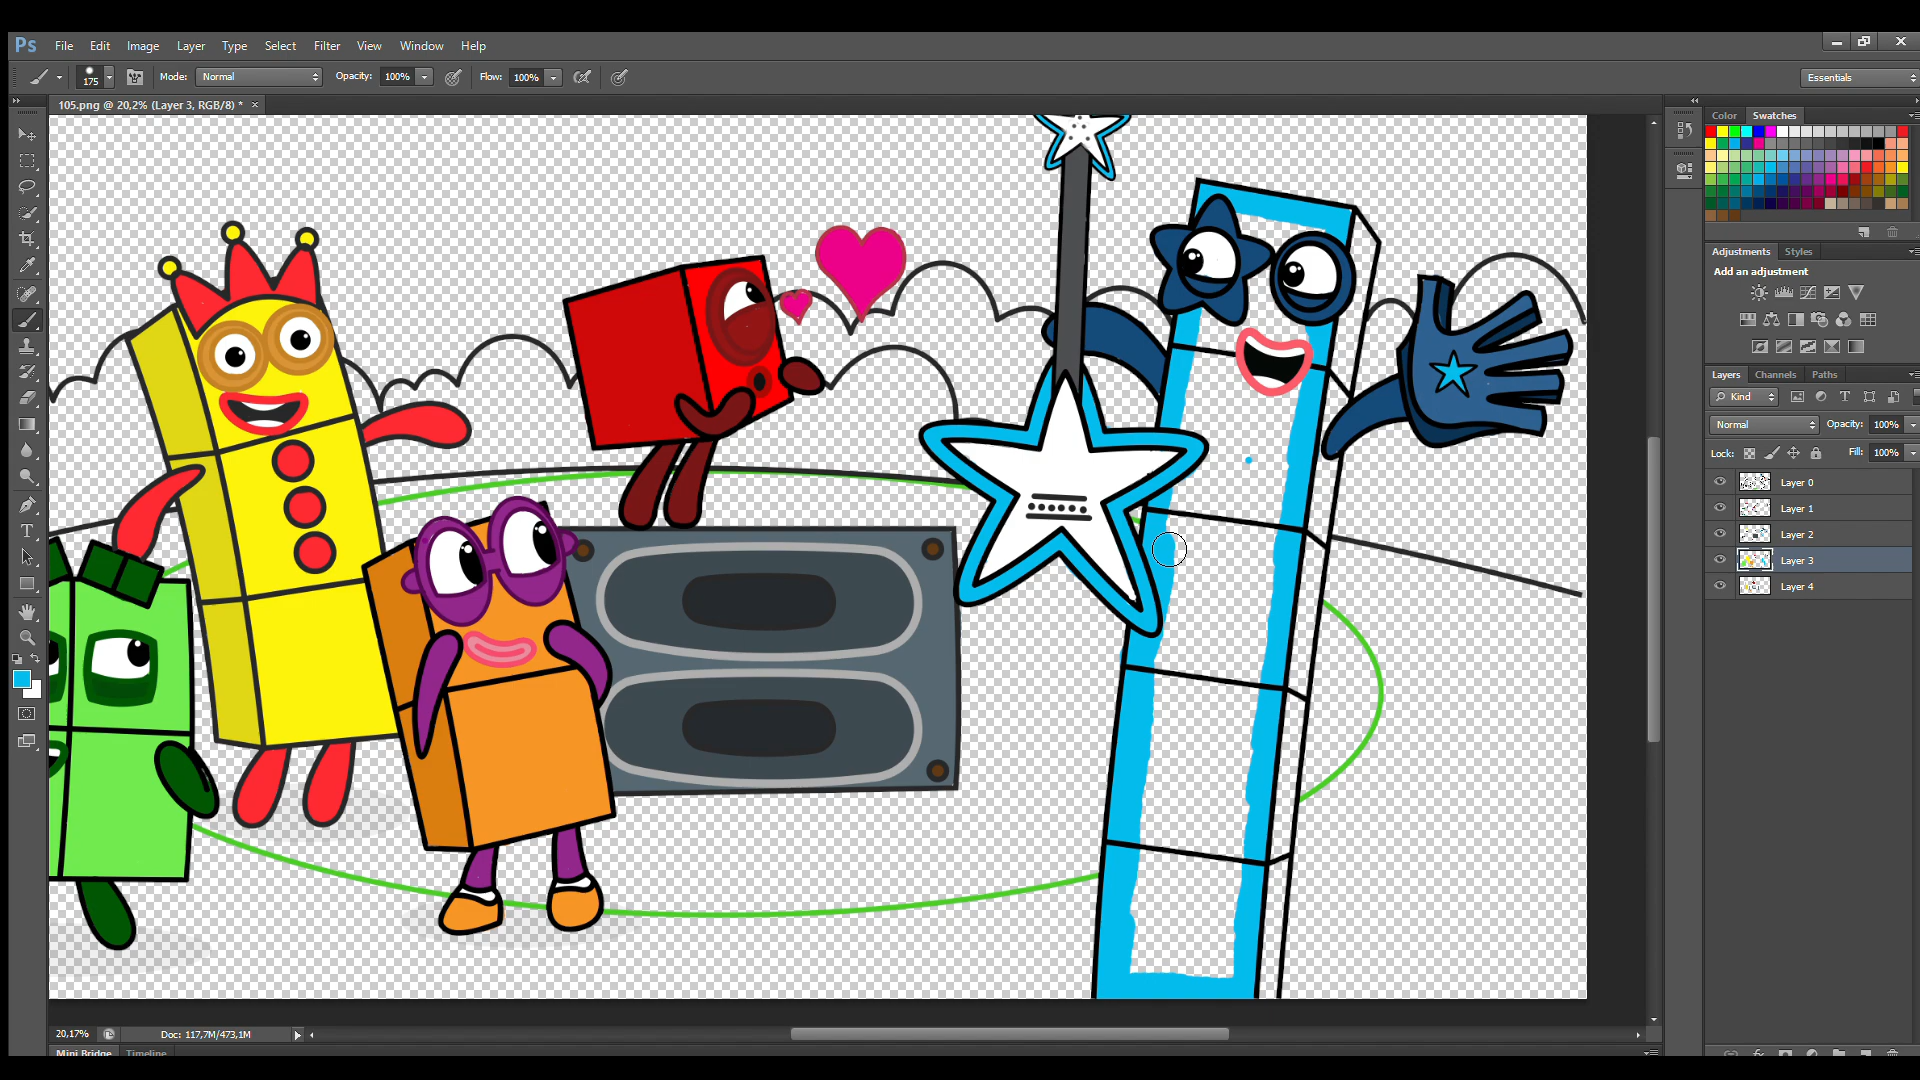 Ps File Edit Image Layer Type Select Filter View Window Help
175 Mode: Normal Opacity: 100% Flow: 100% Essentials
105.png @ 20,2% (Layer 3, RGB/8) * ×
Color Swatches
Adjustments Styles
Add an adjustment
Layers Channels Paths
Kind
Normal Opacity: 100%
Lock: Fill: 100%
Layer 0
Layer 1
Layer 2
Layer 3
Layer 4
20,17% Doc: 117,7M/473,1M
Mini Bridge Timeline